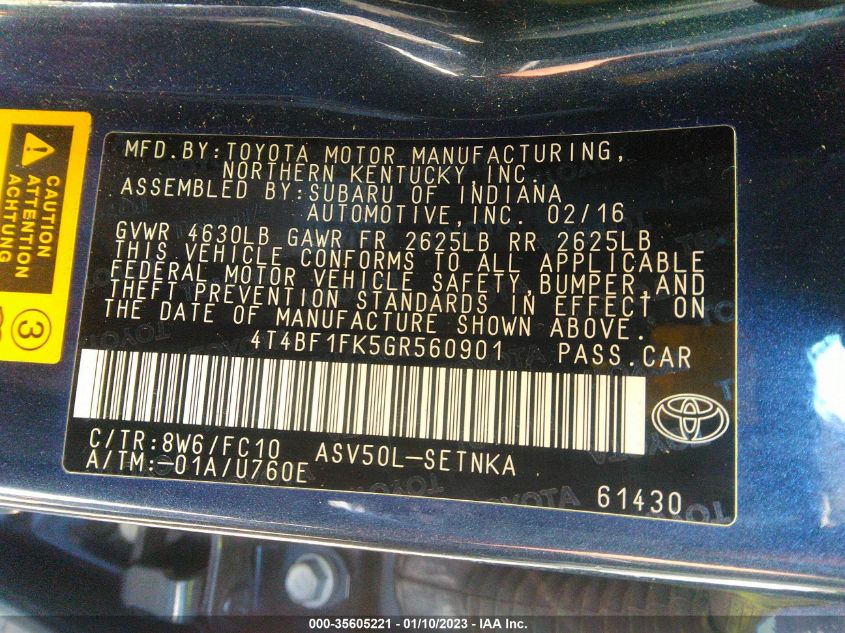 CAUTION
ATTENTION
ACHTUNG
3
MFD.BY:TOYOTA MOTOR MANUFACTURING,
NORTHERN KENTUCKY,INC.
ASSEMBLED BY:SUBARU OF INDIANA
AUTOMOTIVE,INC. 02/16
GVWR 4630LB GAWR FR 2625LB RR 2625LB
THIS VEHICLE CONFORMS TO ALL APPLICABLE
FEDERAL MOTOR VEHICLE SAFETY,BUMPER,AND
THEFT PREVENTION STANDARDS IN EFFECT ON
THE DATE OF MANUFACTURE SHOWN ABOVE.
4T4BF1FK5GR560901 PASS.CAR
C/TR:8W6/FC10 ASV50L-SETNKA
A/TM:-01A/U760E
61430
000-35605221 - 01/10/2023 - IAA Inc.